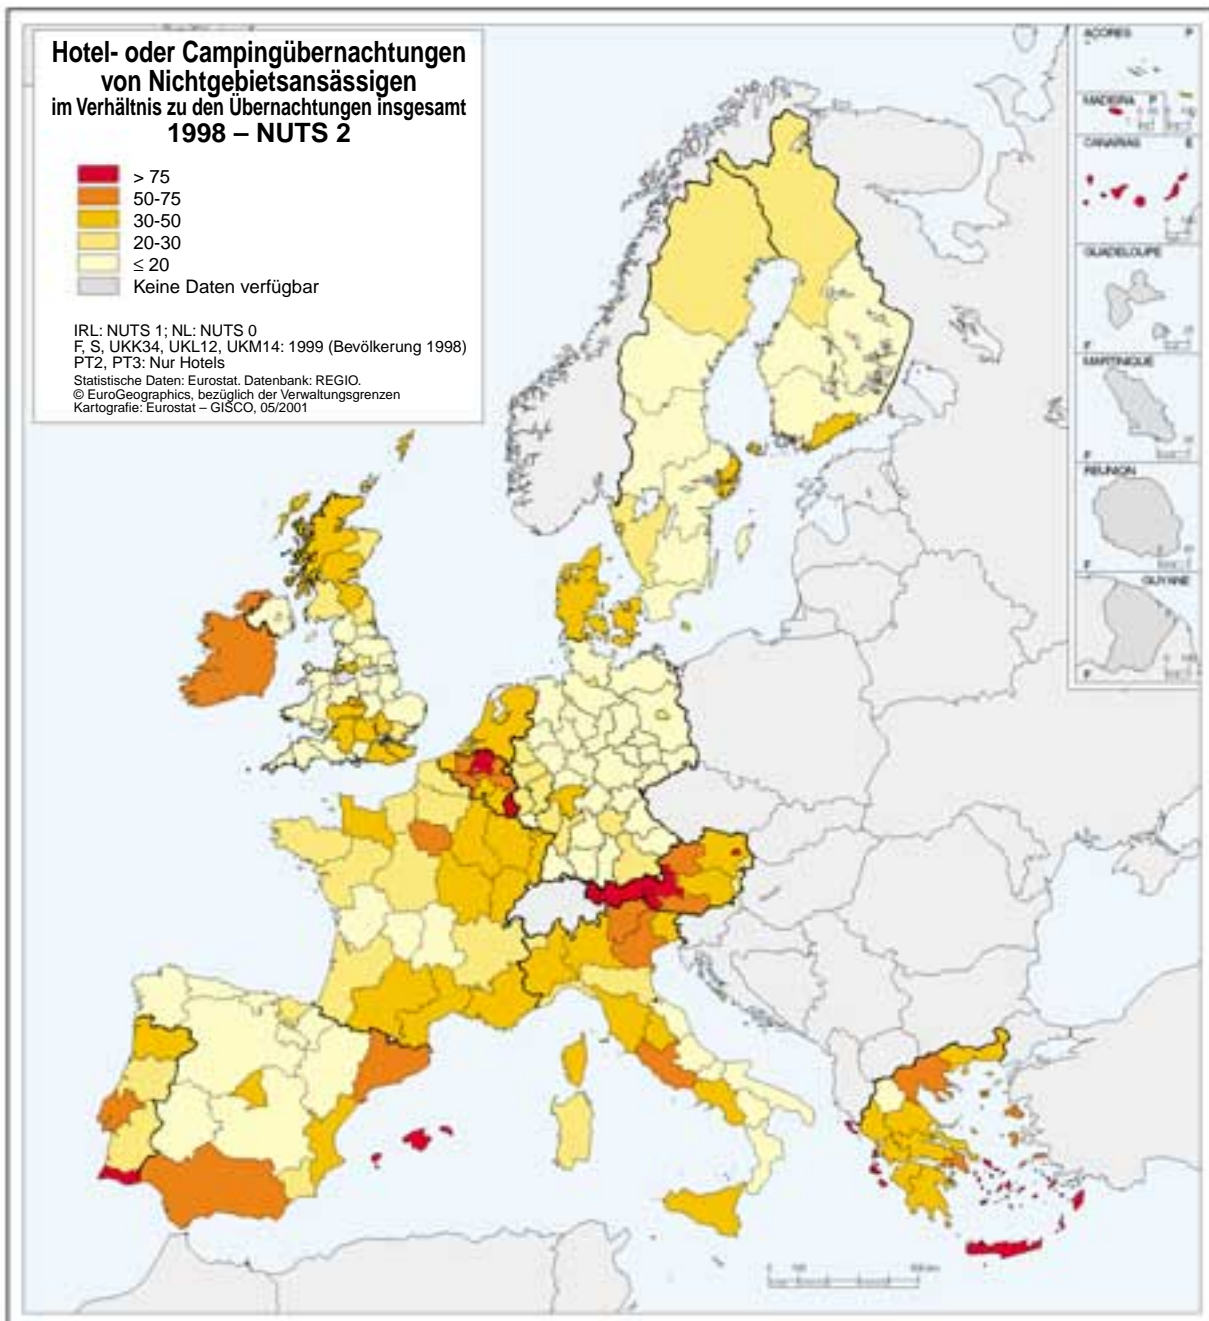 Hotel- oder Campingübernachtungen
von Nichtgebietsansässigen
im Verhältnis zu den Übernachtungen insgesamt
1998 – NUTS 2
> 75
50-75
30-50
20-30
≤ 20
Keine Daten verfügbar
IRL: NUTS 1; NL: NUTS 0
F, S, UKK34, UKL12, UKM14: 1999 (Bevölkerung 1998)
PT2, PT3: Nur Hotels
Statistische Daten: Eurostat. Datenbank: REGIO.
© EuroGeographics, bezüglich der Verwaltungsgrenzen
Kartografie: Eurostat – GISCO, 05/2001
AÇORES P
MADEIRA P
CANARIAS E
GUADELOUPE
F
MARTINIQUE
F
REUNION
F
GUYANE
F